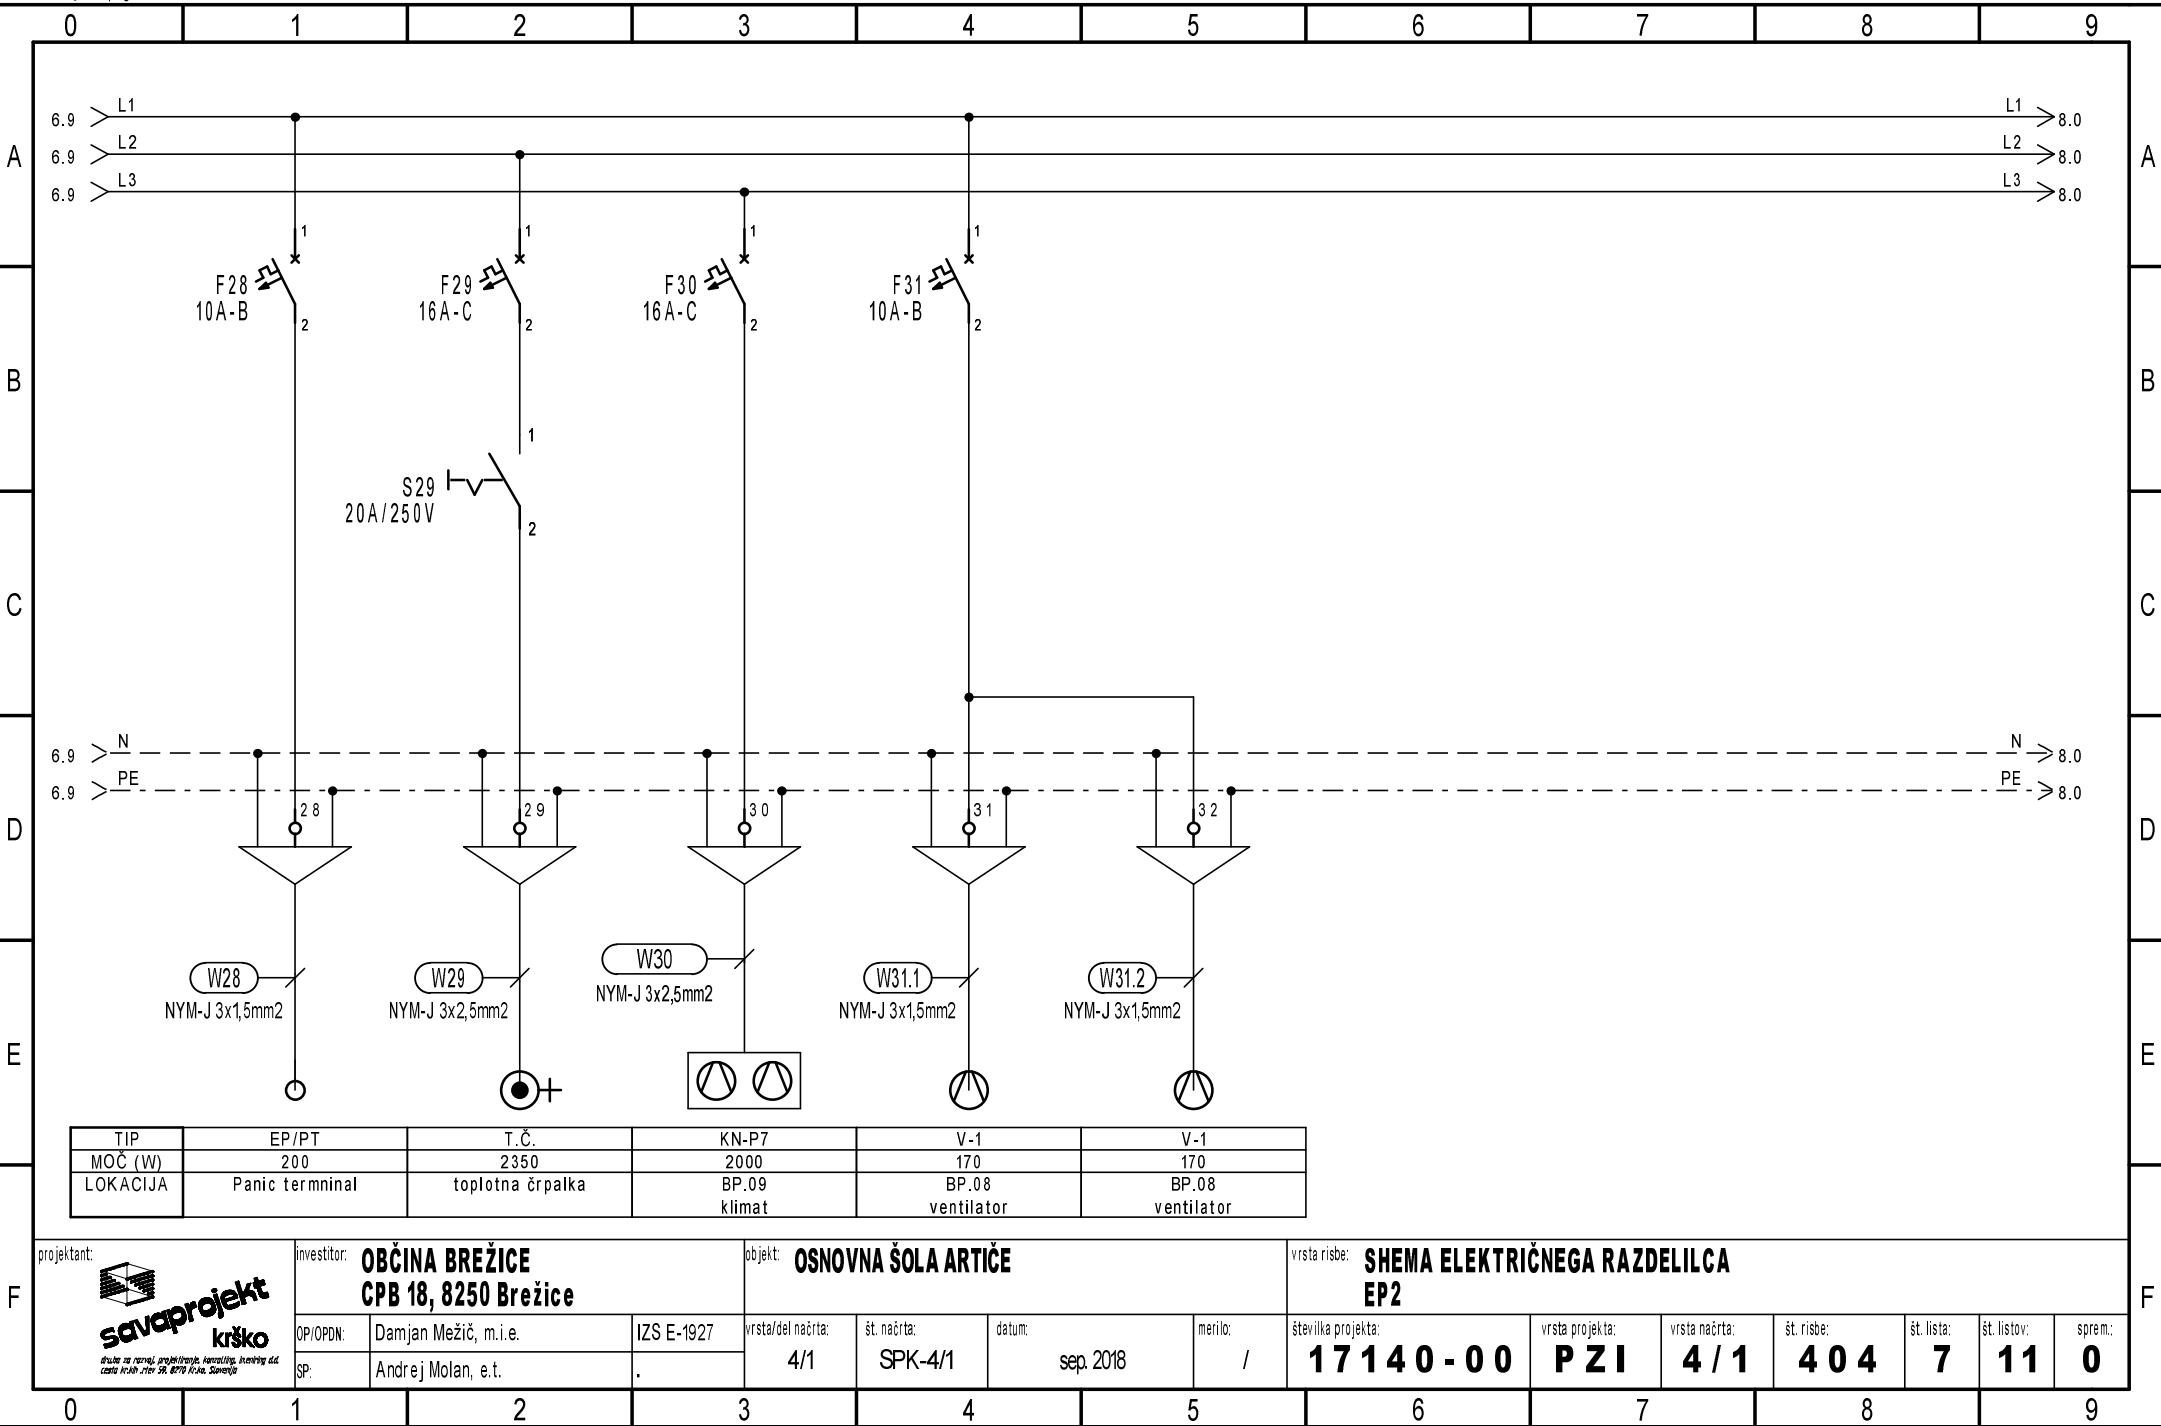 0 1 2 3 4 5 6 7 8 9
6.9 L1 L1 8.0
6.9 L2 L2 8.0
A A
6.9 L3 L3 8.0
1 1 1 1
F28 F29 F30 F31
10A-B 16A-C 16A-C 10A-B
2 2 2 2
B B
1
S29
20A/250V
2
C C
6.9 N N 8.0
6.9 PE PE 8.0
28 29 30 31 32
D D
W28 W29 W30 W31.1 W31.2
NYM-J 3x1,5mm2 NYM-J 3x2,5mm2 NYM-J 3x2,5mm2 NYM-J 3x1,5mm2 NYM-J 3x1,5mm2
E E
TIP EP/PT T.Č. KN-P7 V-1 V-1
MOČ (W) 200 2350 2000 170 170
LOKACIJA Panic termninal toplotna črpalka BP.09 BP.08 BP.08
klimat ventilator ventilator
F F
projektant:
savaprojekt
krško
investitor: OBČINA BREŽICE
CPB 18, 8250 Brežice
objekt: OSNOVNA ŠOLA ARTIČE
vrsta risbe: SHEMA ELEKTRIČNEGA RAZDELILCA
EP2
OP/OPDN: Damjan Mežič, m.i.e. IZS E-1927
SP: Andrej Molan, e.t. .
vrsta/del načrta: št. načrta: datum: merilo:
4/1 SPK-4/1 sep. 2018 /
številka projekta: vrsta projekta: vrsta načrta: št. risbe: št. lista: št. listov: sprem.:
17140-00 PZI 4/1 404 7 11 0
0 1 2 3 4 5 6 7 8 9